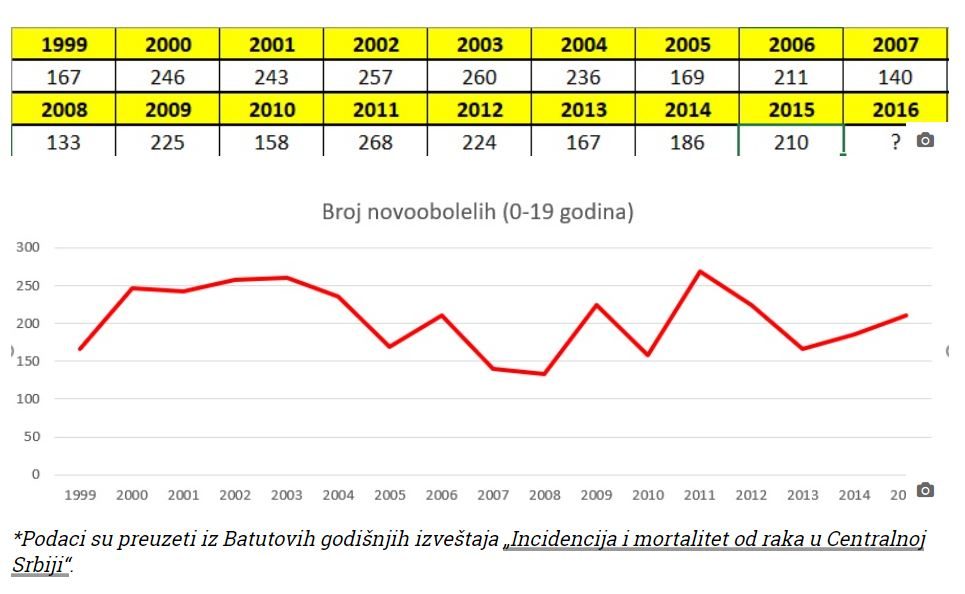 1999 2000 2001 2002 2003 2004 2005 2006 2007
167 246 243 257 260 236 169 211 140
2008 2009 2010 2011 2012 2013 2014 2015 2016
133 225 158 268 224 167 186 210 ?
Broj novoobolelih (0-19 godina)
300
250
200
150
100
50
0
1999 2000 2001 2002 2003 2004 2005 2006 2007 2008 2009 2010 2011 2012 2013 2014 20
*Podaci su preuzeti iz Batutovih godišnjih izveštaja „Incidencija i mortalitet od raka u Centralnoj
Srbiji“.